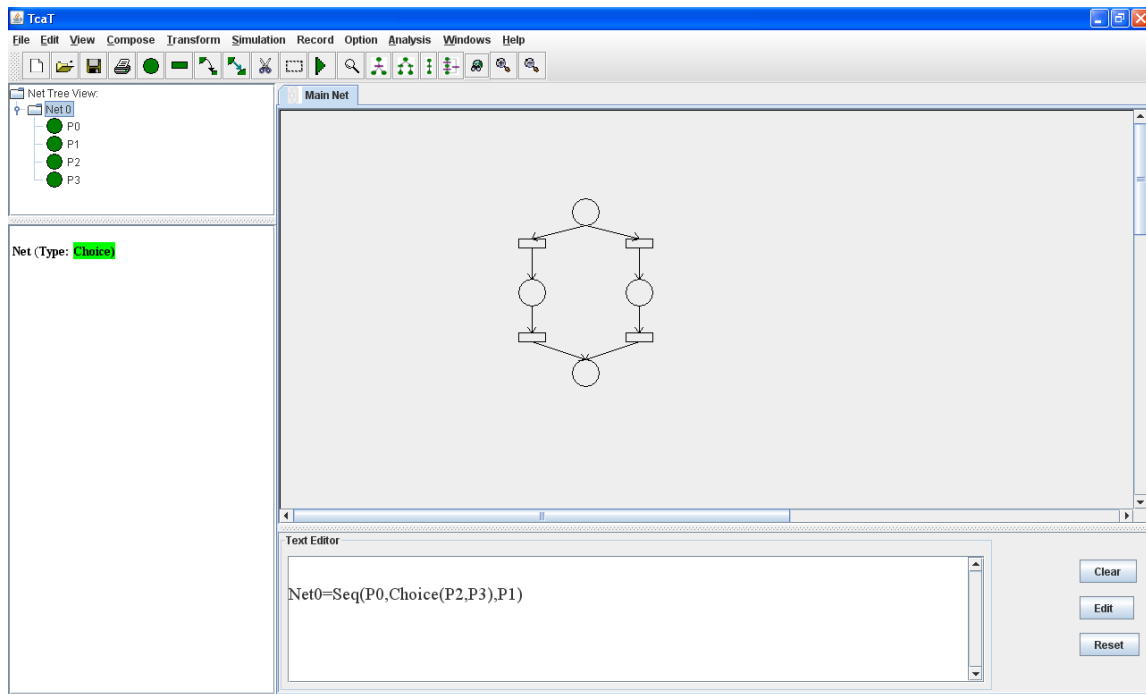 TcaT
File Edit View Compose Transform Simulation Record Option Analysis Windows Help
Net Tree View:
Net 0
P0
P1
P2
P3
Main Net
Net (Type: Choice)
Text Editor
Net0=Seq(P0,Choice(P2,P3),P1)
Clear
Edit
Reset